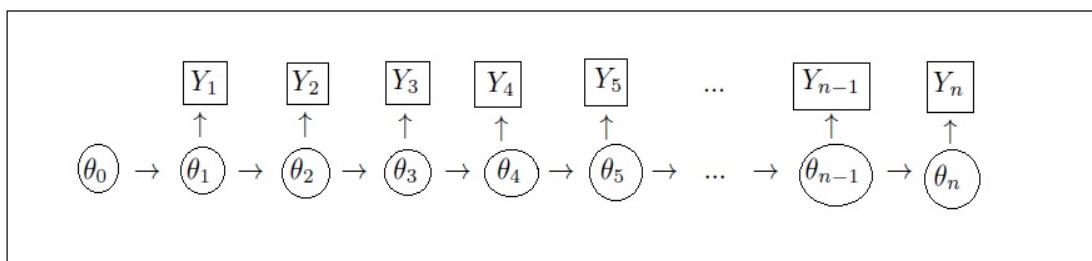 Y₁ Y₂ Y₃ Y₄ Y₅ ... Yₙ₋₁ Yₙ
↑ ↑ ↑ ↑ ↑ ↑ ↑
θ₀ → θ₁ → θ₂ → θ₃ → θ₄ → θ₅ → ... → θₙ₋₁ → θₙ